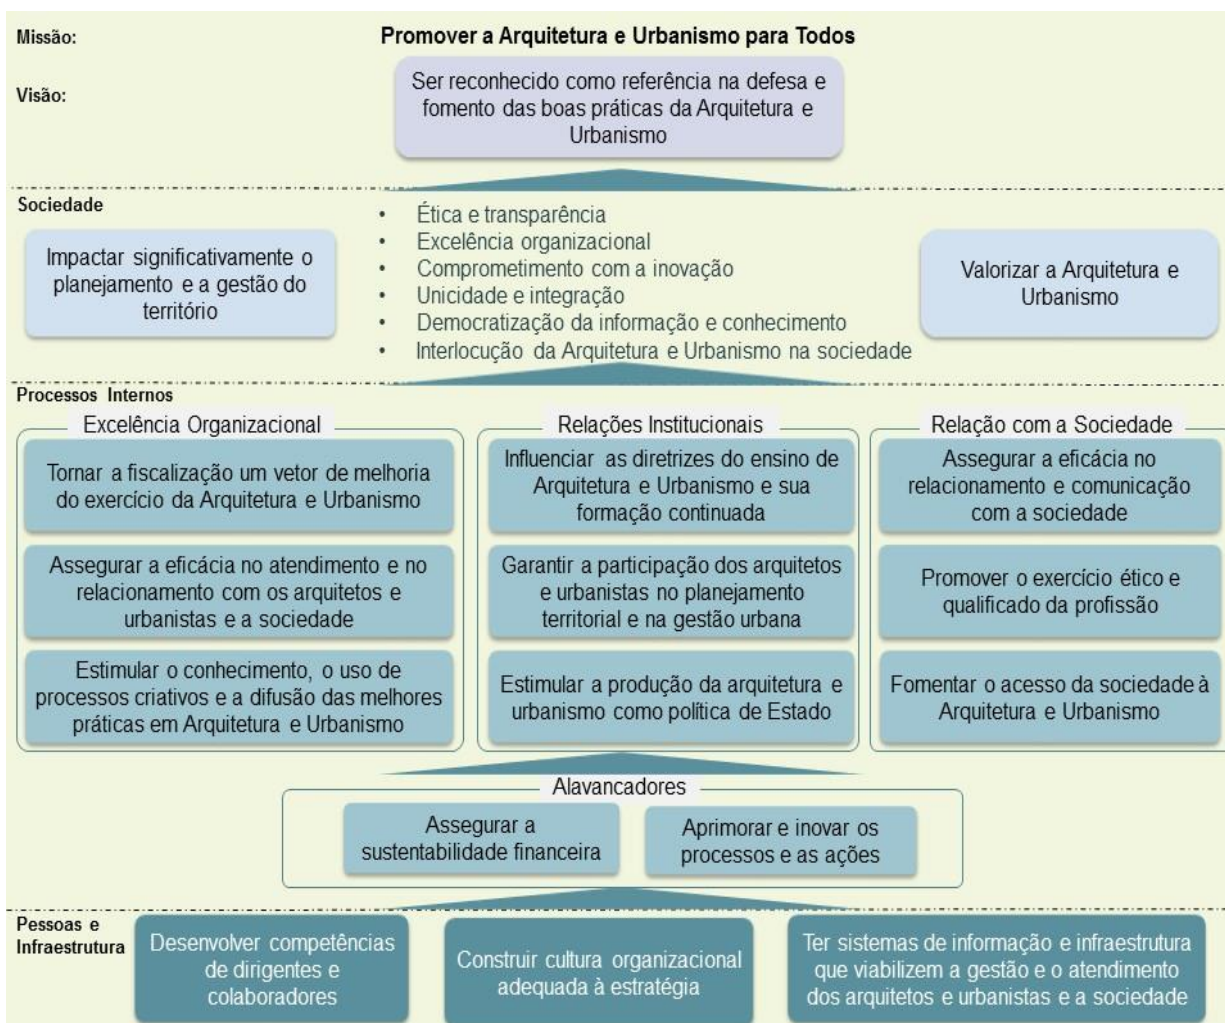 Missão:
Promover a Arquitetura e Urbanismo para Todos
Visão:
Ser reconhecido como referência na defesa e
fomento das boas práticas da Arquitetura e
Urbanismo
Sociedade
Impactar significativamente o
planejamento e a gestão do
território
• Ética e transparência
• Excelência organizacional
• Comprometimento com a inovação
• Unicidade e integração
• Democratização da informação e conhecimento
• Interlocução da Arquitetura e Urbanismo na sociedade
Valorizar a Arquitetura e
Urbanismo
Processos Internos
Excelência Organizacional
Tornar a fiscalização um vetor de melhoria
do exercício da Arquitetura e Urbanismo
Assegurar a eficácia no atendimento e no
relacionamento com os arquitetos e
urbanistas e a sociedade
Estimular o conhecimento, o uso de
processos criativos e a difusão das melhores
práticas em Arquitetura e Urbanismo
Relações Institucionais
Influenciar as diretrizes do ensino de
Arquitetura e Urbanismo e sua
formação continuada
Garantir a participação dos arquitetos
e urbanistas no planejamento
territorial e na gestão urbana
Estimular a produção da arquitetura e
urbanismo como política de Estado
Relação com a Sociedade
Assegurar a eficácia no
relacionamento e comunicação
com a sociedade
Promover o exercício ético e
qualificado da profissão
Fomentar o acesso da sociedade à
Arquitetura e Urbanismo
Alavancadores
Assegurar a
sustentabilidade financeira
Aprimorar e inovar os
processos e as ações
Pessoas e
Infraestrutura
Desenvolver competências
de dirigentes e
colaboradores
Construir cultura organizacional
adequada à estratégia
Ter sistemas de informação e infraestrutura
que viabilizem a gestão e o atendimento
dos arquitetos e urbanistas e a sociedade